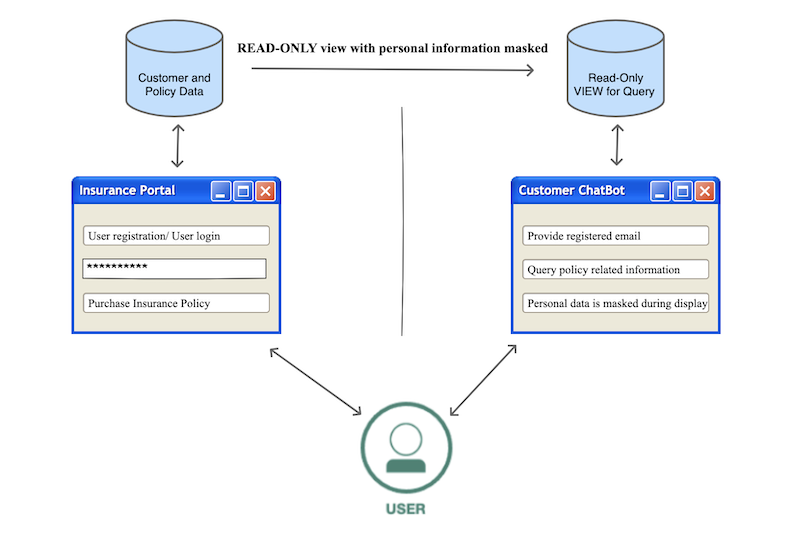 READ-ONLY view with personal information masked
Customer and
Policy Data
Read-Only
VIEW for Query
Insurance Portal
User registration/ User login
**********
Purchase Insurance Policy
Customer ChatBot
Provide registered email
Query policy related information
Personal data is masked during display
USER